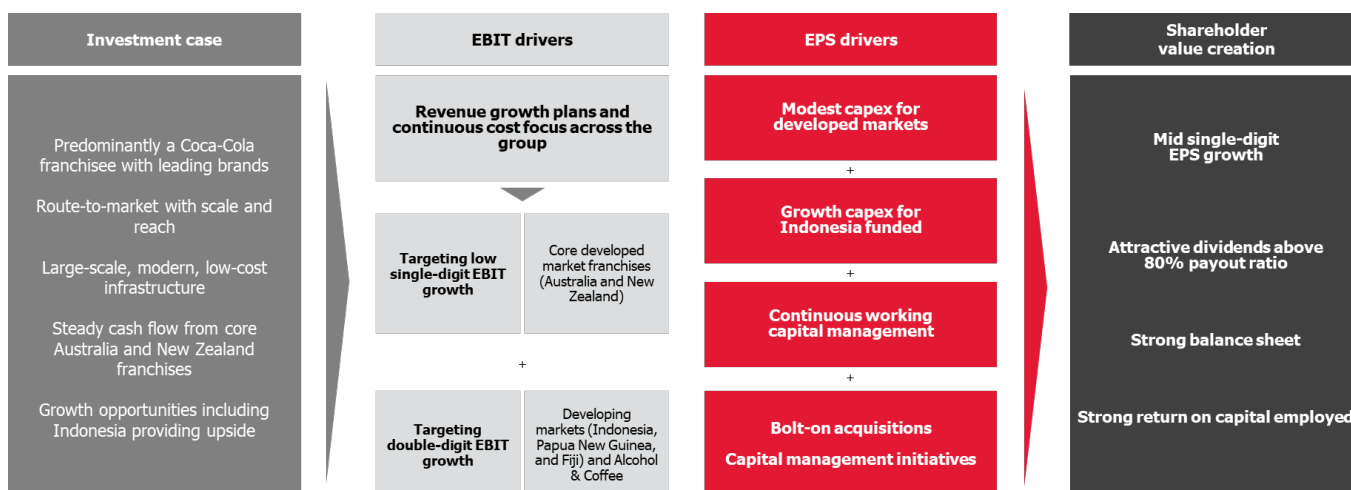 Investment case
Predominantly a Coca-Cola
franchisee with leading brands
Route-to-market with scale and
reach
Large-scale, modern, low-cost
infrastructure
Steady cash flow from core
Australia and New Zealand
franchises
Growth opportunities including
Indonesia providing upside
EBIT drivers
Revenue growth plans and
continuous cost focus across the
group
Targeting low
single-digit EBIT
growth
Core developed
market franchises
(Australia and New
Zealand)
+
Targeting
double-digit EBIT
growth
Developing
markets (Indonesia,
Papua New Guinea,
and Fiji) and Alcohol
& Coffee
EPS drivers
Modest capex for
developed markets
+
Growth capex for
Indonesia funded
+
Continuous working
capital management
+
Bolt-on acquisitions
Capital management initiatives
Shareholder
value creation
Mid single-digit
EPS growth
Attractive dividends above
80% payout ratio
Strong balance sheet
Strong return on capital employed